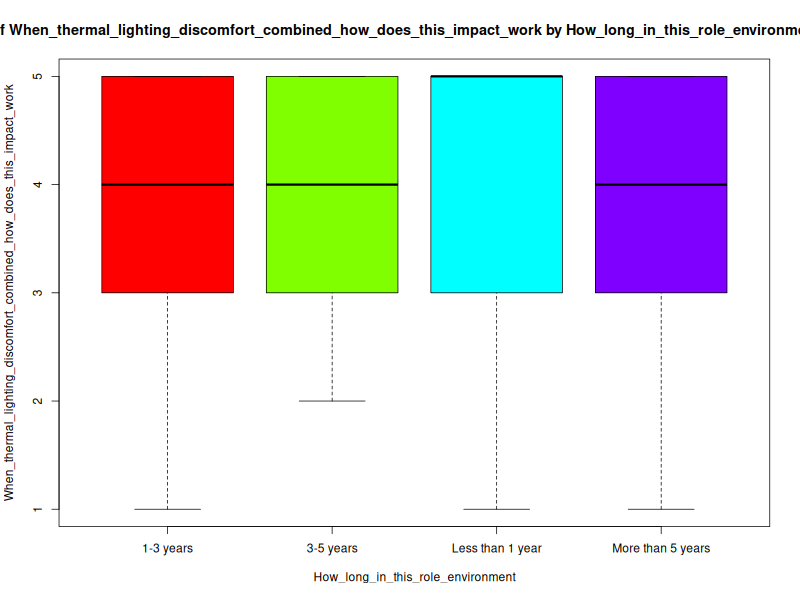 f When_thermal_lighting_discomfort_combined_how_does_this_impact_work by How_long_in_this_role_environme
When_thermal_lighting_discomfort_combined_how_does_this_impact_work
5
4
3
2
1
1-3 years 3-5 years Less than 1 year More than 5 years
How_long_in_this_role_environment